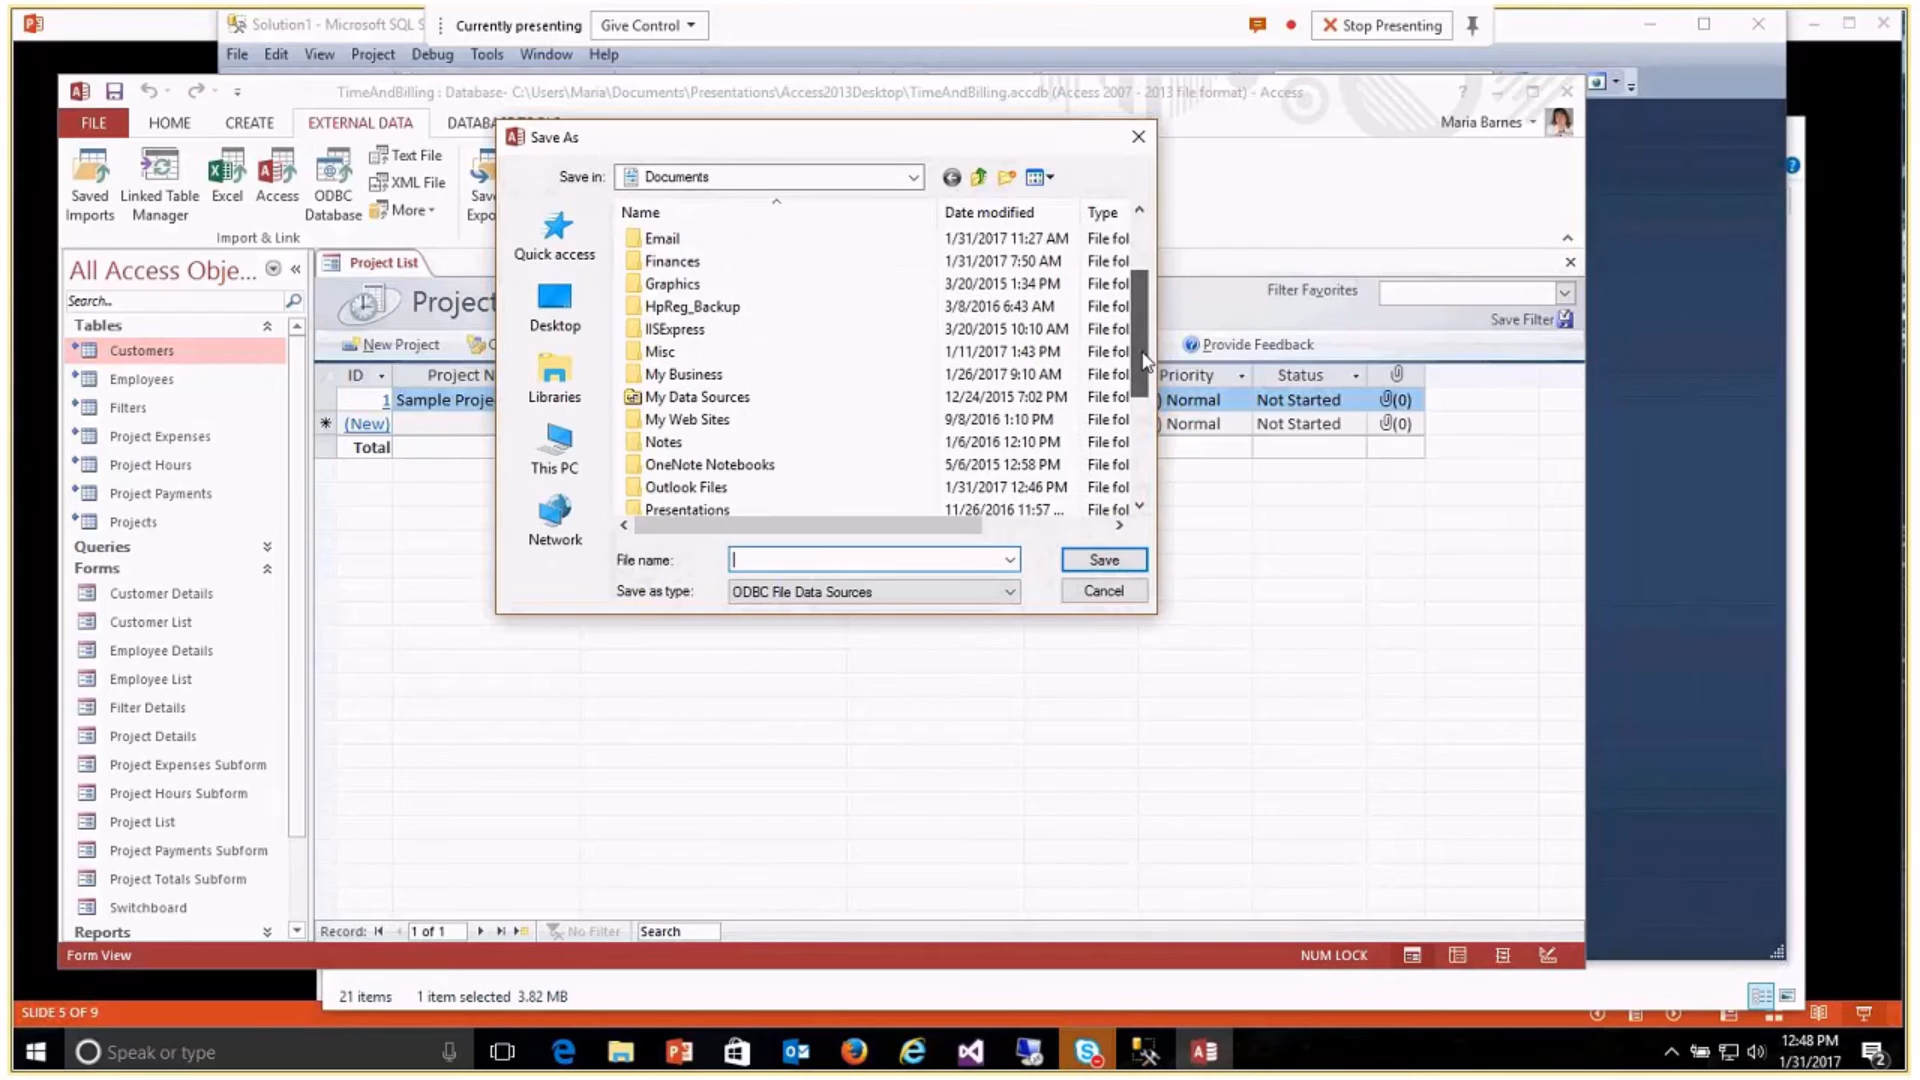 Solution1 - Microsoft SQL S
Currently presenting
Give Control
Stop Presenting
File Edit View Project Debug Tools Window Help
TimeAndBilling : Database- C:\Users\Maria\Documents\Presentations\Access2013Desktop\TimeAndBilling.accdb (Access 2007 - 2013 file format) - Access
FILE HOME CREATE EXTERNAL DATA
Maria Barnes
Saved Imports
Linked Table Manager
Excel
Access
ODBC Database
Text File
XML File
More
Import & Link
Save As
Save in: Documents
Name Date modified Type
Email 1/31/2017 11:27 AM File fol
Finances 1/31/2017 7:50 AM File fol
Graphics 3/20/2015 1:34 PM File fol
HpReg_Backup 3/8/2016 6:43 AM File fol
IISExpress 3/20/2015 10:10 AM File fol
Misc 1/11/2017 1:43 PM File fol
My Business 1/26/2017 9:10 AM File fol
My Data Sources 12/24/2015 7:02 PM File fol
My Web Sites 9/8/2016 1:10 PM File fol
Notes 1/6/2016 12:10 PM File fol
OneNote Notebooks 5/6/2015 12:58 PM File fol
Outlook Files 1/31/2017 12:46 PM File fol
Presentations 11/26/2016 11:57 ... File fol
Quick access
Desktop
Libraries
This PC
Network
File name:
Save
Save as type: ODBC File Data Sources
Cancel
All Access Obje...
Search..
Tables
Customers
Employees
Filters
Project Expenses
Project Hours
Project Payments
Projects
Queries
Forms
Customer Details
Customer List
Employee Details
Employee List
Filter Details
Project Details
Project Expenses Subform
Project Hours Subform
Project List
Project Payments Subform
Project Totals Subform
Switchboard
Reports
Project List
Project
Filter Favorites
Save Filter
New Project
Provide Feedback
ID Project N Priority Status
1 Sample Proje ) Normal Not Started (0)
* (New) ) Normal Not Started (0)
Total
Record: 1 of 1 No Filter Search
Form View
NUM LOCK
21 items 1 item selected 3.82 MB
SLIDE 5 OF 9
Speak or type
12:48 PM
1/31/2017
2